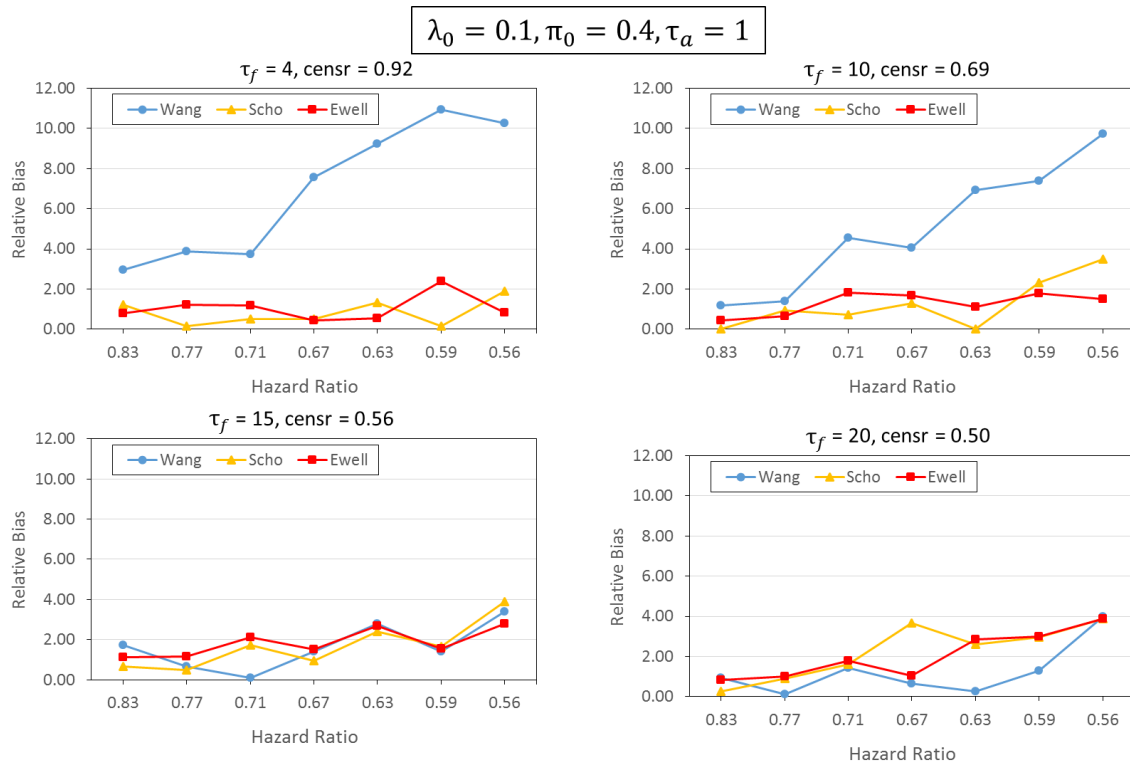 λ₀ = 0.1, π₀ = 0.4, τₐ = 1
τ_f = 4, censr = 0.92
12.00
10.00
8.00
6.00
4.00
2.00
0.00
Relative Bias
Wang Scho Ewell
0.83 0.77 0.71 0.67 0.63 0.59 0.56
Hazard Ratio
τ_f = 10, censr = 0.69
12.00
10.00
8.00
6.00
4.00
2.00
0.00
Relative Bias
Wang Scho Ewell
0.83 0.77 0.71 0.67 0.63 0.59 0.56
Hazard Ratio
τ_f = 15, censr = 0.56
12.00
10.00
8.00
6.00
4.00
2.00
0.00
Relative Bias
Wang Scho Ewell
0.83 0.77 0.71 0.67 0.63 0.59 0.56
Hazard Ratio
τ_f = 20, censr = 0.50
12.00
10.00
8.00
6.00
4.00
2.00
0.00
Relative Bias
Wang Scho Ewell
0.83 0.77 0.71 0.67 0.63 0.59 0.56
Hazard Ratio